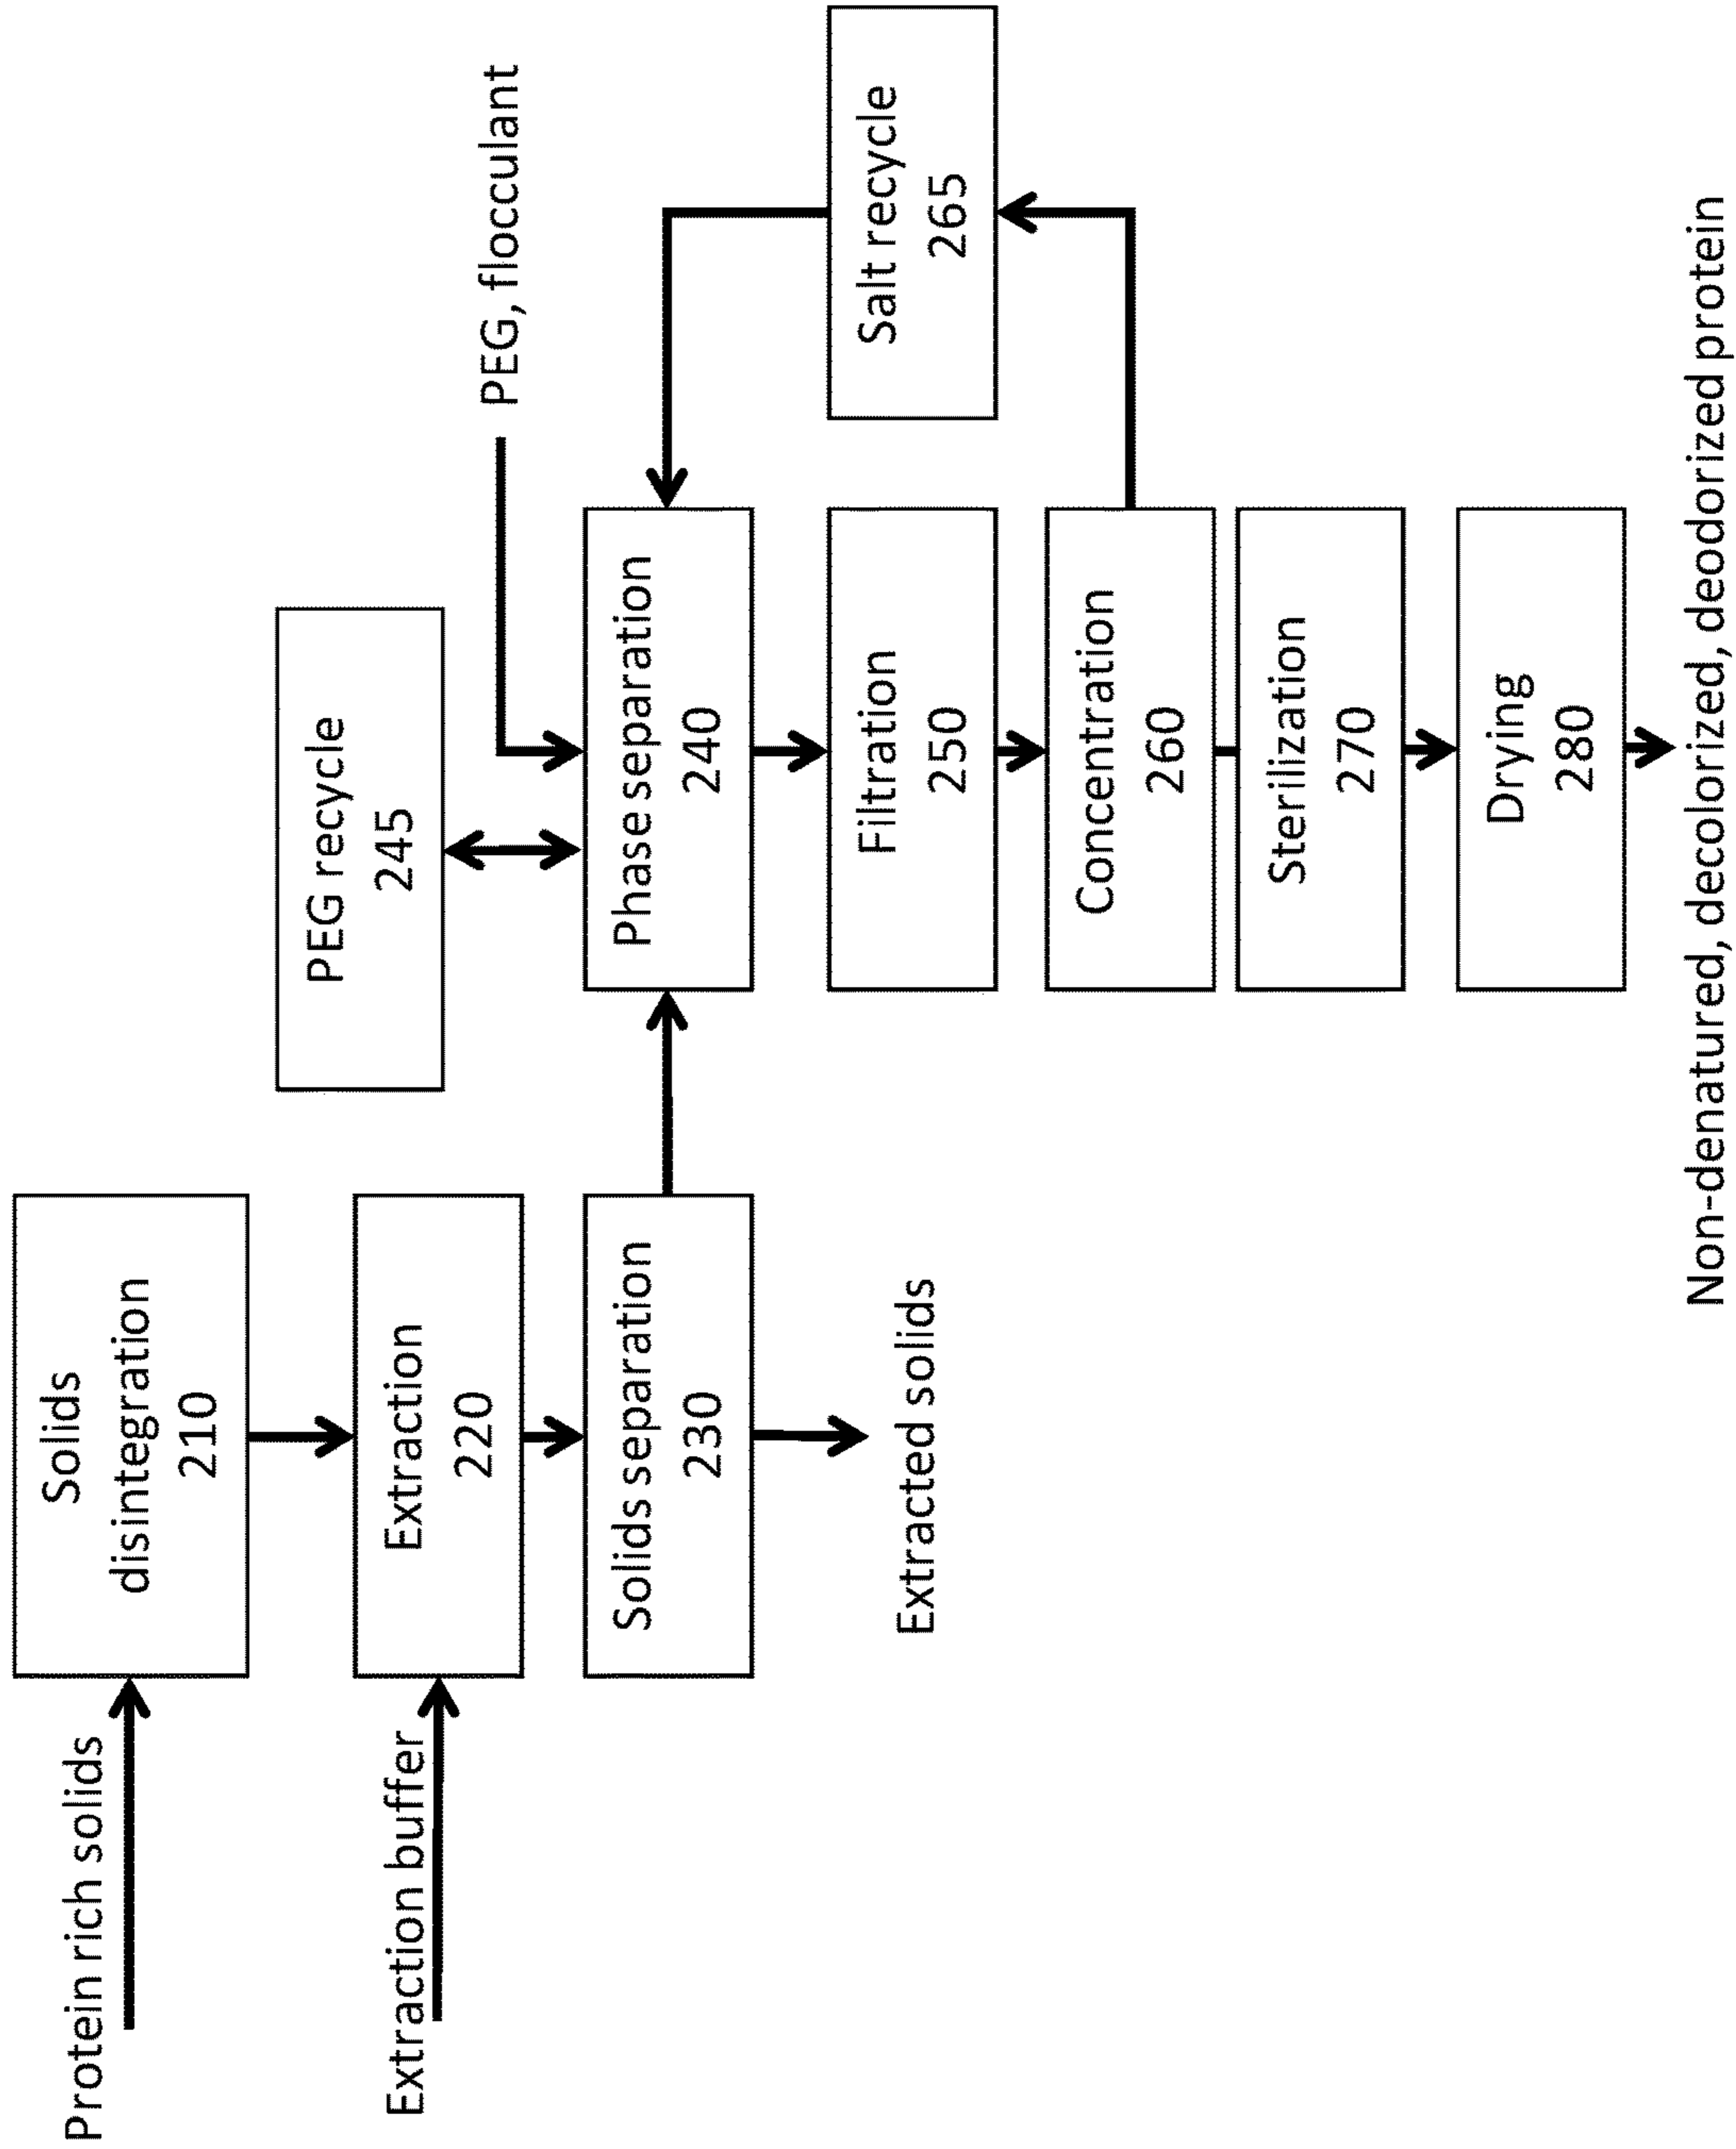 Protein rich solids
Solids
disintegration
210
Extraction buffer
Extraction
220
Solids separation
230
Extracted solids
PEG recycle
245
PEG, flocculant
Phase separation
240
Salt recycle
265
Filtration
250
Concentration
260
Sterilization
270
Drying
280
Non-denatured, decolorized, deodorized protein